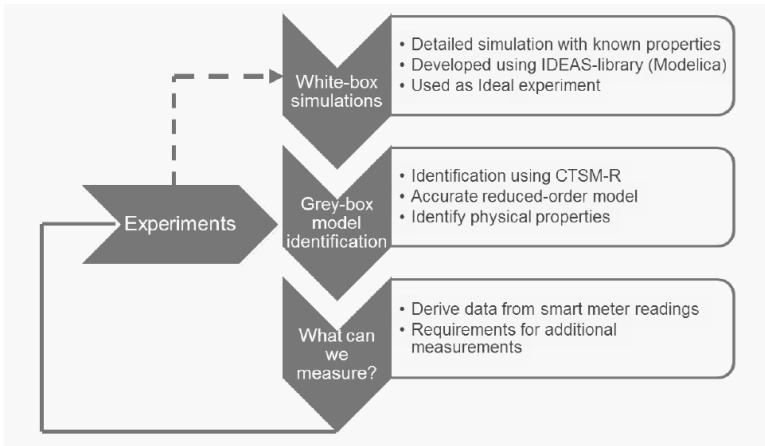 White-box
simulations
• Detailed simulation with known properties
• Developed using IDEAS-library (Modelica)
• Used as Ideal experiment
Experiments
Grey-box
model
identification
• Identification using CTSM-R
• Accurate reduced-order model
• Identify physical properties
What can
we
measure?
• Derive data from smart meter readings
• Requirements for additional
measurements